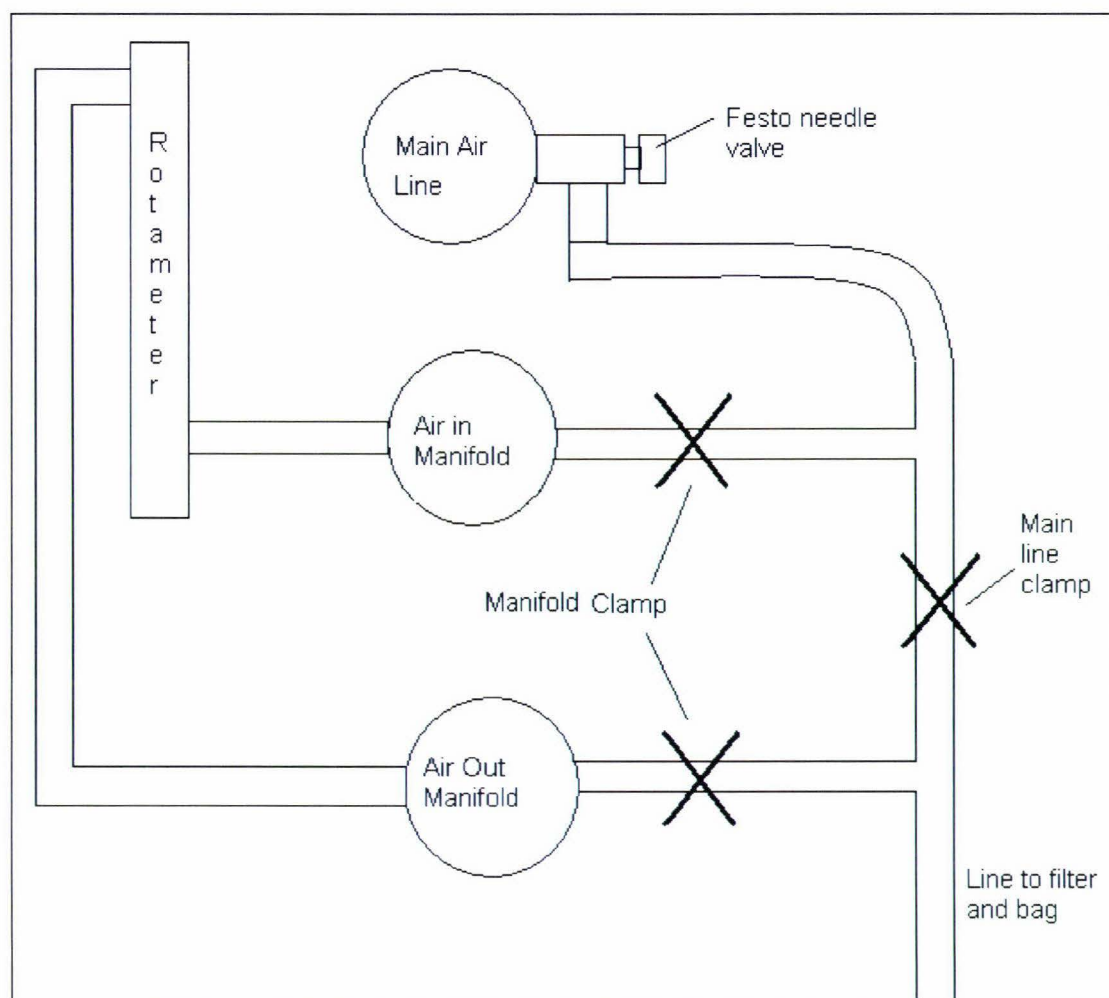 Rotameter
Main Air
Line
Festo needle
valve
Air in
Manifold
Main
line
clamp
Manifold Clamp
Air Out
Manifold
Line to filter
and bag